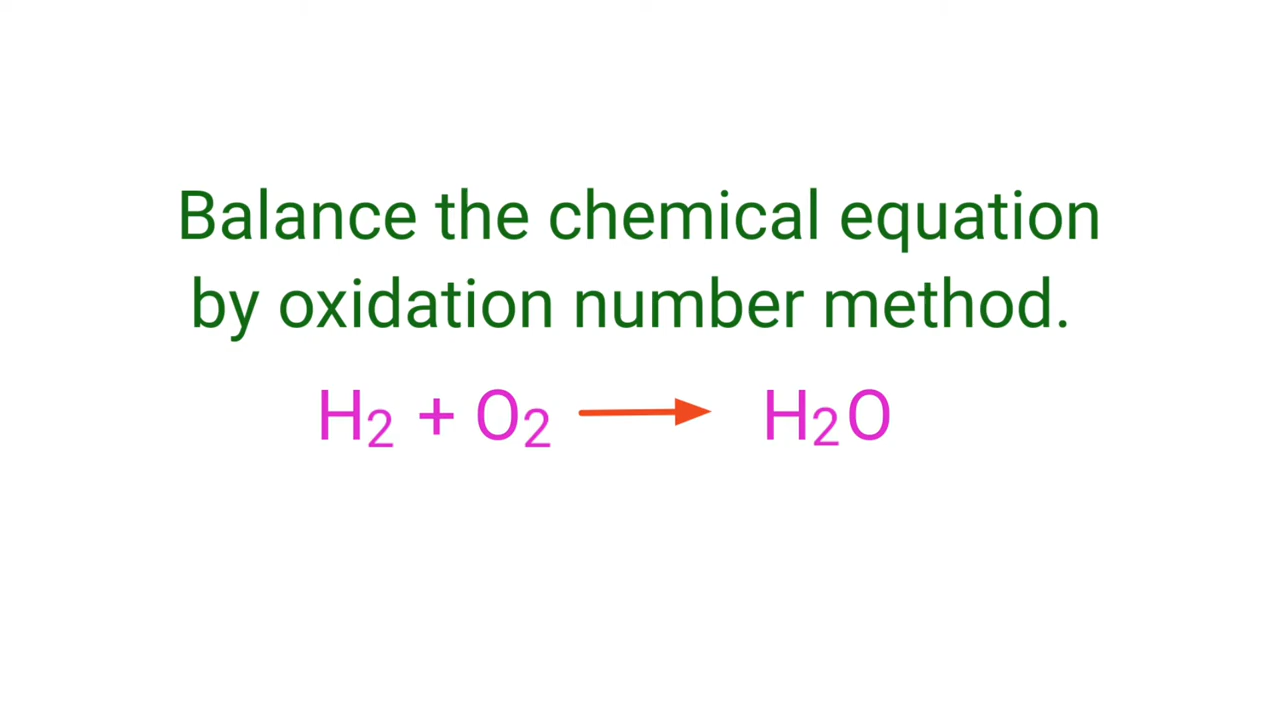 Balance the chemical equation
by oxidation number method.
H₂ + O₂ ⟶ H₂O